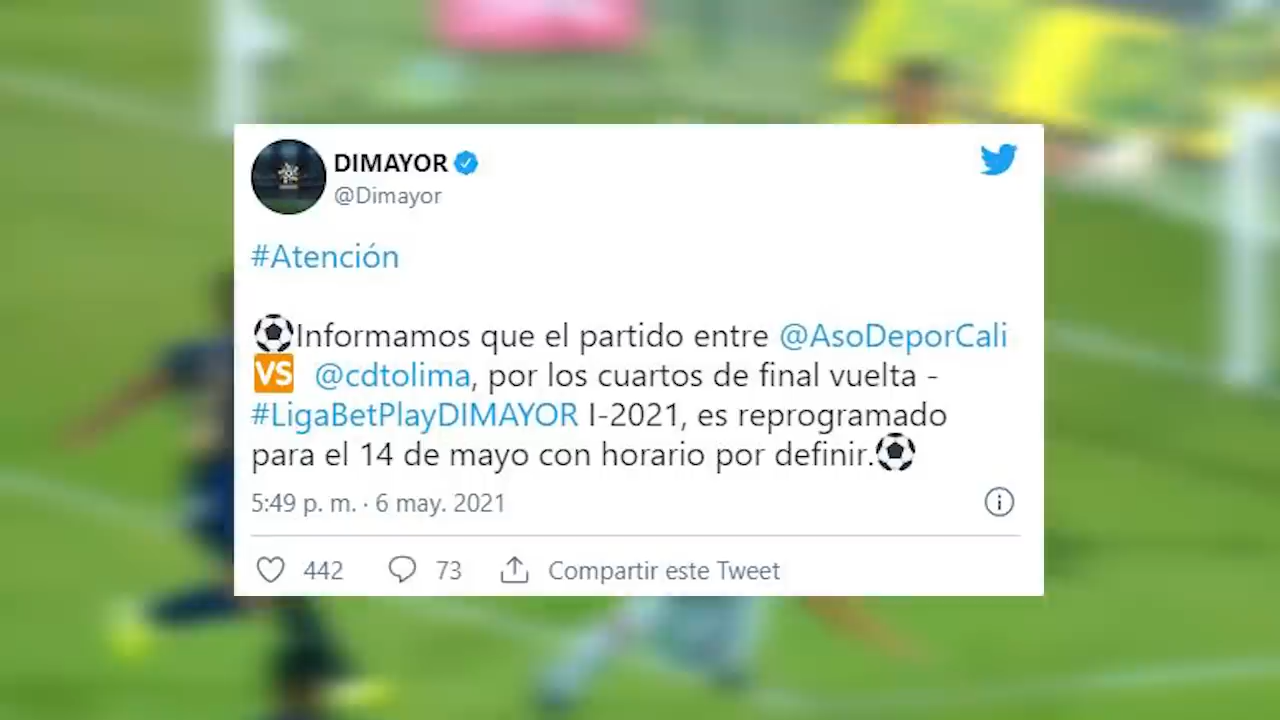 DIMAYOR
@Dimayor
#Atención
⚽Informamos que el partido entre @AsoDeporCali
🆚 @cdtolima, por los cuartos de final vuelta -
#LigaBetPlayDIMAYOR I-2021, es reprogramado
para el 14 de mayo con horario por definir.⚽
5:49 p. m. · 6 may. 2021
442 73 Compartir este Tweet